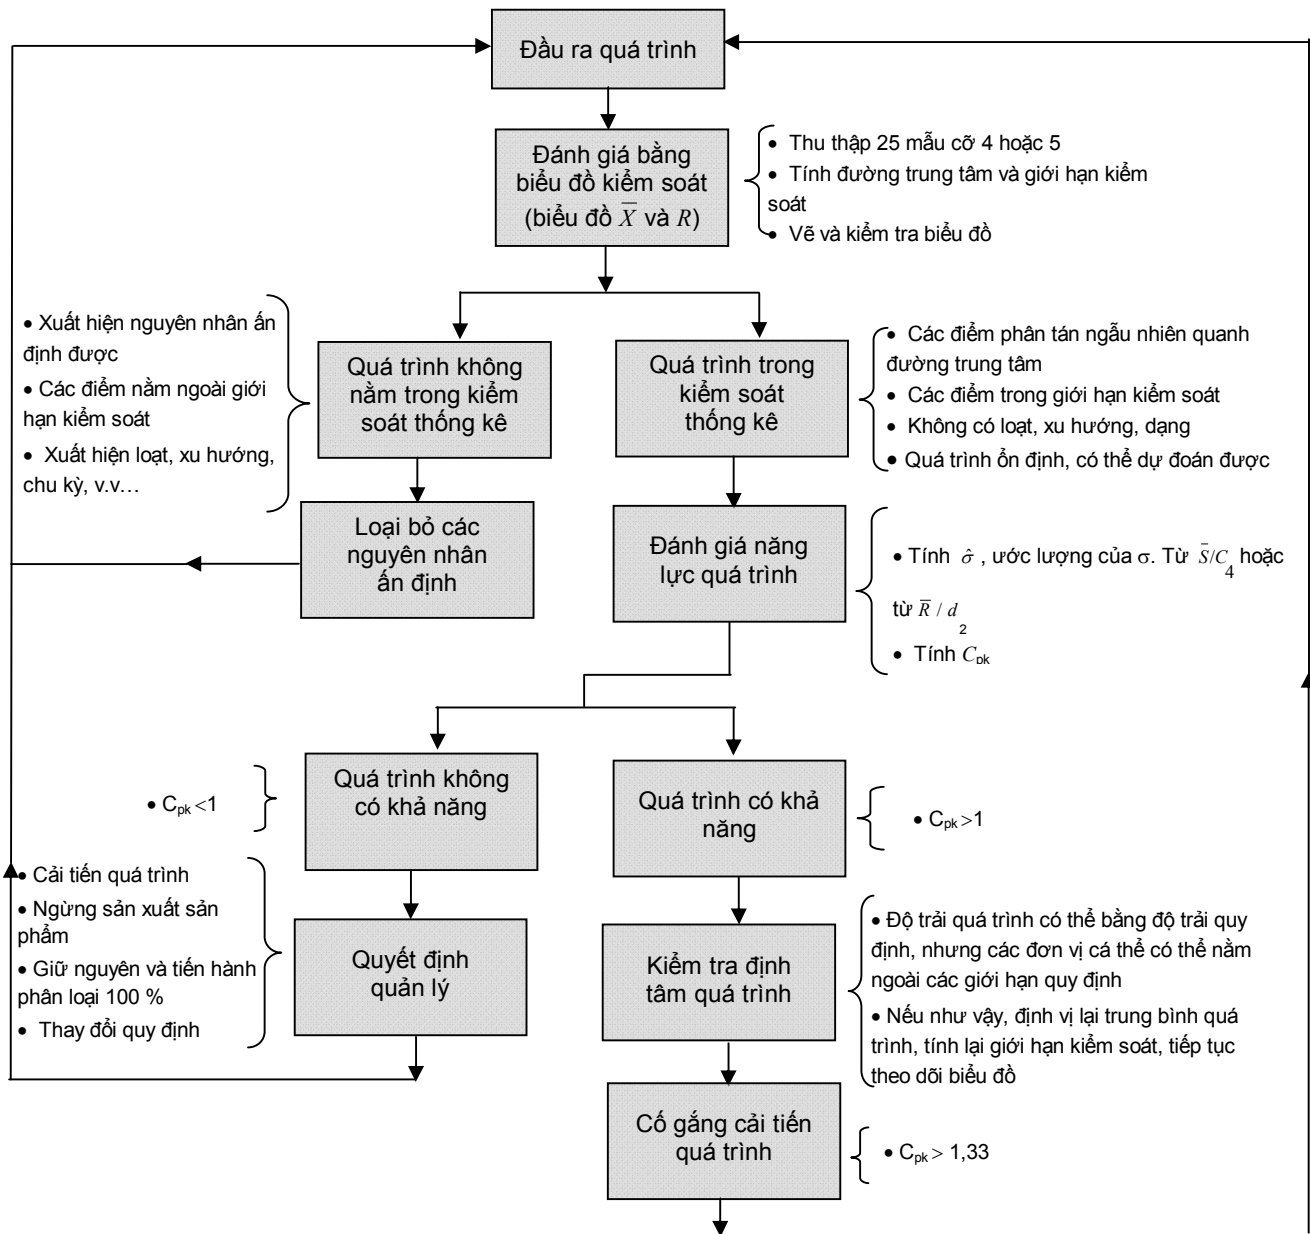 Đầu ra quá trình
Đánh giá bằng
biểu đồ kiểm soát
(biểu đồ X̅ và R)
• Thu thập 25 mẫu cỡ 4 hoặc 5
• Tính đường trung tâm và giới hạn kiểm
soát
• Vẽ và kiểm tra biểu đồ
• Xuất hiện nguyên nhân ấn
định được
• Các điểm nằm ngoài giới
hạn kiểm soát
• Xuất hiện loạt, xu hướng,
chu kỳ, v.v…
Quá trình không
nằm trong kiểm
soát thống kê
Quá trình trong
kiểm soát
thống kê
• Các điểm phân tán ngẫu nhiên quanh
đường trung tâm
• Các điểm trong giới hạn kiểm soát
• Không có loạt, xu hướng, dạng
• Quá trình ổn định, có thể dự đoán được
Loại bỏ các
nguyên nhân
ấn định
Đánh giá năng
lực quá trình
• Tính σ̂ , ước lượng của σ. Từ S̅/C₄ hoặc
từ R̅ / d₂
• Tính Cpk
• Cpk <1
Quá trình không
có khả năng
Quá trình có khả
năng
• Cpk >1
• Cải tiến quá trình
• Ngừng sản xuất sản
phẩm
• Giữ nguyên và tiến hành
phân loại 100 %
• Thay đổi quy định
Quyết định
quản lý
Kiểm tra định
tâm quá trình
• Độ trải quá trình có thể bằng độ trải quy
định, nhưng các đơn vị cá thể có thể nằm
ngoài các giới hạn quy định
• Nếu như vậy, định vị lại trung bình quá
trình, tính lại giới hạn kiểm soát, tiếp tục
theo dõi biểu đồ
Cố gắng cải tiến
quá trình
• Cpk > 1,33